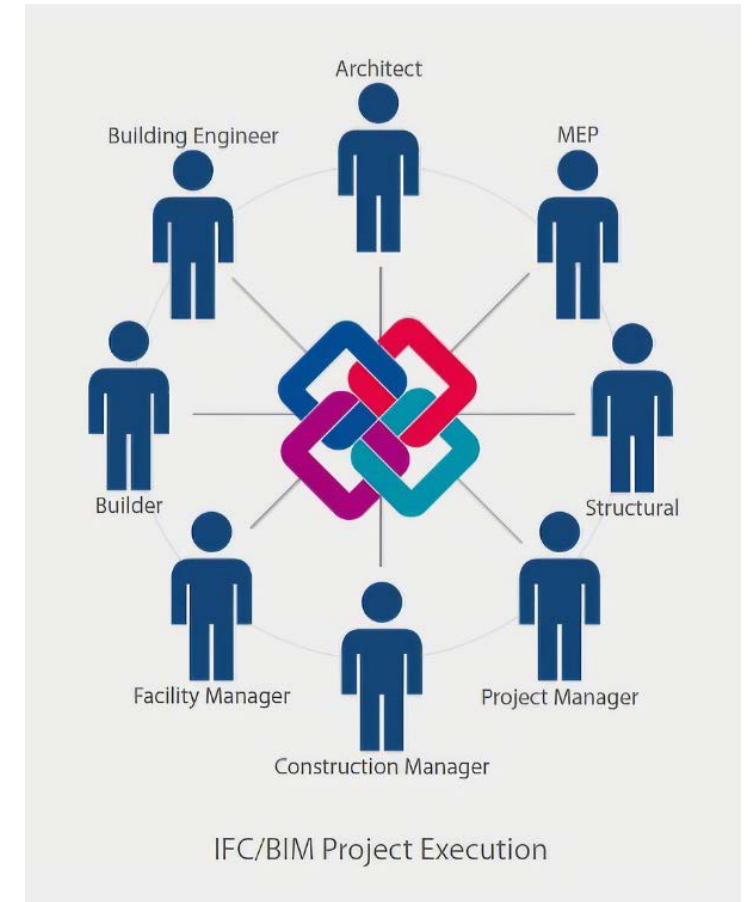 Architect
Building Engineer
MEP
Builder
Structural
Facility Manager
Project Manager
Construction Manager
IFC/BIM Project Execution